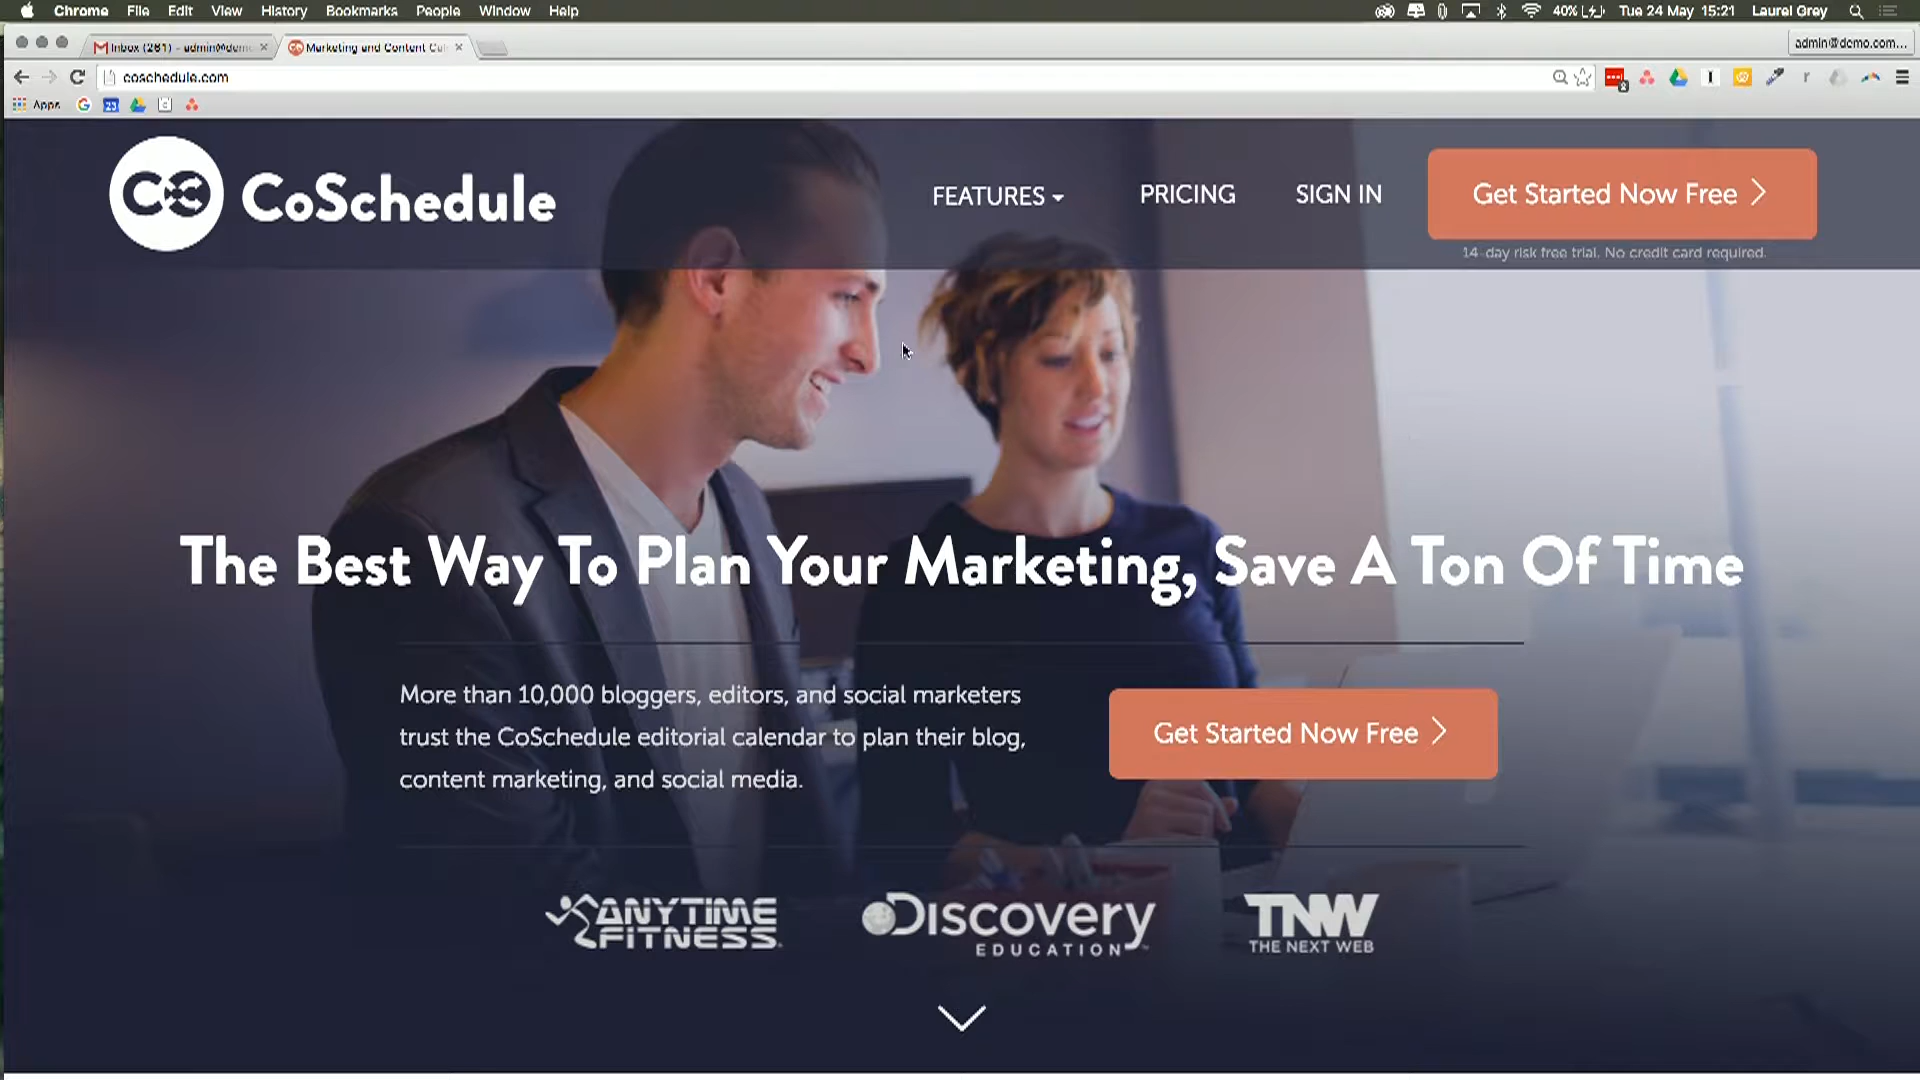 Chrome File Edit View History Bookmarks People Window Help
40% Tue 24 May 15:21 Laurel Grey
Inbox (261) - admin@demo
Marketing and Content Cal
admin@demo.com...
coschedule.com
Apps
CoSchedule
FEATURES
PRICING
SIGN IN
Get Started Now Free
14-day risk free trial. No credit card required.
The Best Way To Plan Your Marketing, Save A Ton Of Time
More than 10,000 bloggers, editors, and social marketers
trust the CoSchedule editorial calendar to plan their blog,
content marketing, and social media.
Get Started Now Free
ANYTIME
FITNESS
DISCOVERY
EDUCATION
TNW
THE NEXT WEB